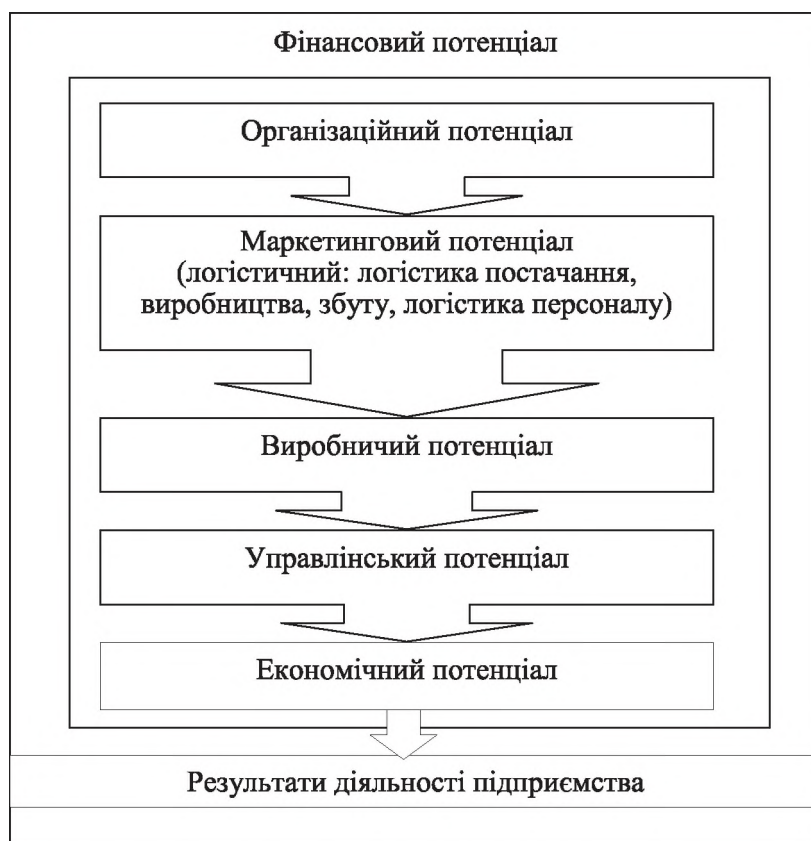 Фінансовий потенціал
Організаційний потенціал
Маркетинговий потенціал
(логістичний: логістика постачання,
виробництва, збуту, логістика персоналу)
Виробничий потенціал
Управлінський потенціал
Економічний потенціал
Результати діяльності підприємства